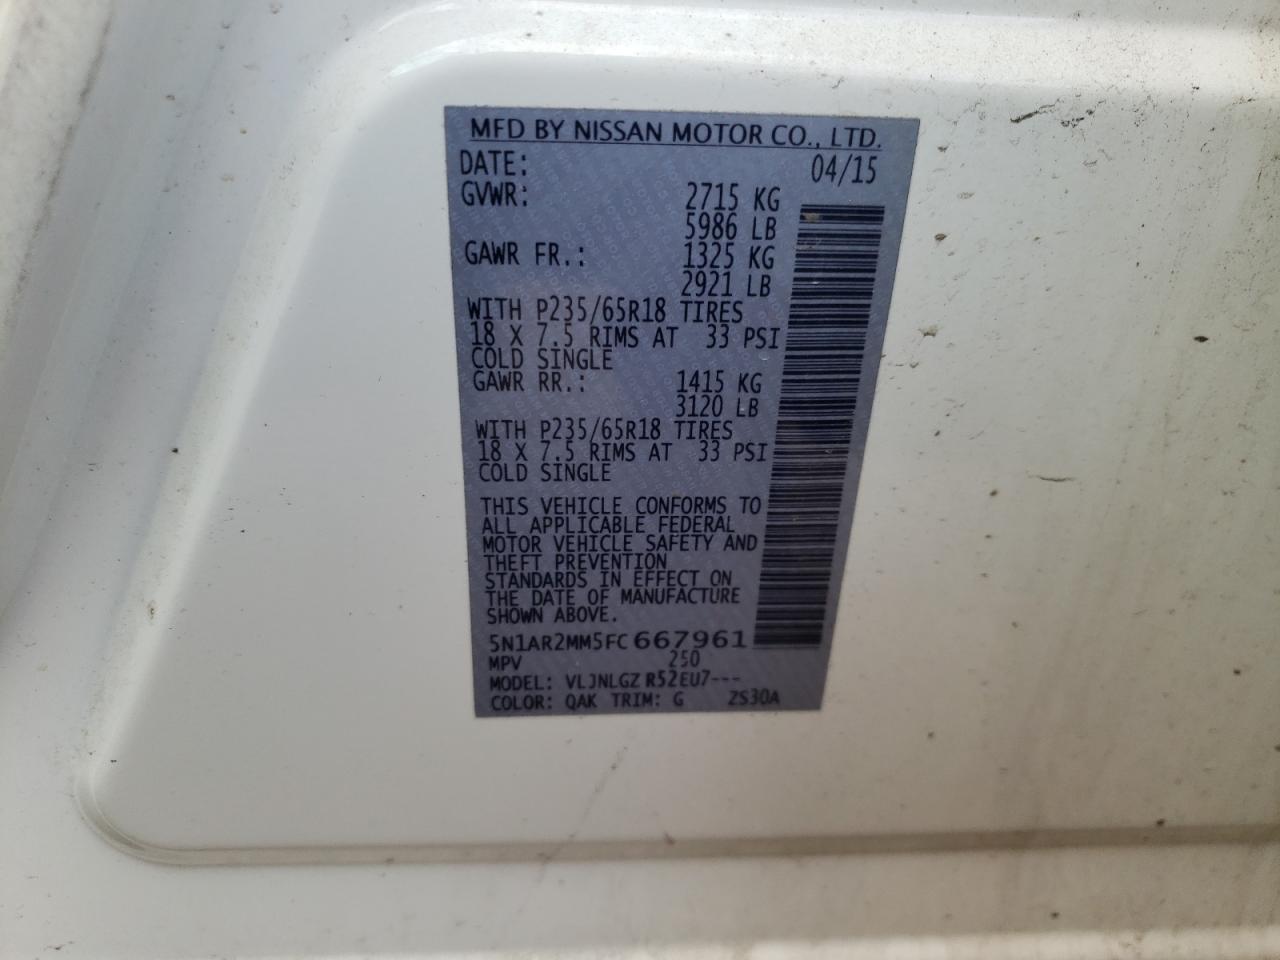 MFD BY NISSAN MOTOR CO., LTD.
DATE: 04/15
GVWR: 2715 KG
5986 LB
GAWR FR.: 1325 KG
2921 LB
WITH P235/65R18 TIRES
18 X 7.5 RIMS AT 33 PSI
COLD SINGLE
GAWR RR.: 1415 KG
3120 LB
WITH P235/65R18 TIRES
18 X 7.5 RIMS AT 33 PSI
COLD SINGLE
THIS VEHICLE CONFORMS TO
ALL APPLICABLE FEDERAL
MOTOR VEHICLE SAFETY AND
THEFT PREVENTION
STANDARDS IN EFFECT ON
THE DATE OF MANUFACTURE
SHOWN ABOVE.
5N1AR2MM5FC667961
MPV 250
MODEL: VLJNLGZ R52EU7---
COLOR: QAK TRIM: G ZS30A